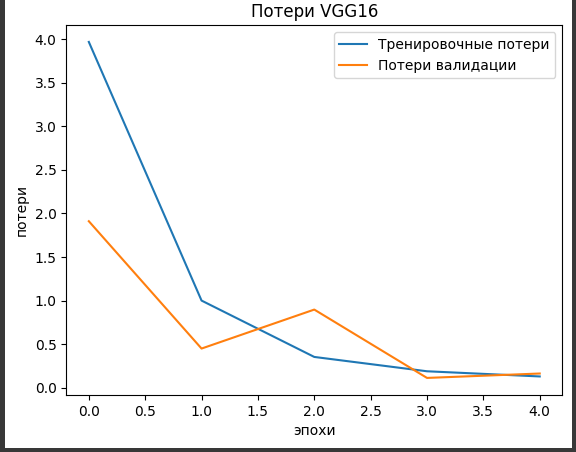 Потери VGG16
Тренировочные потери
Потери валидации
потери
4.0
3.5
3.0
2.5
2.0
1.5
1.0
0.5
0.0
0.0 0.5 1.0 1.5 2.0 2.5 3.0 3.5 4.0
эпохи